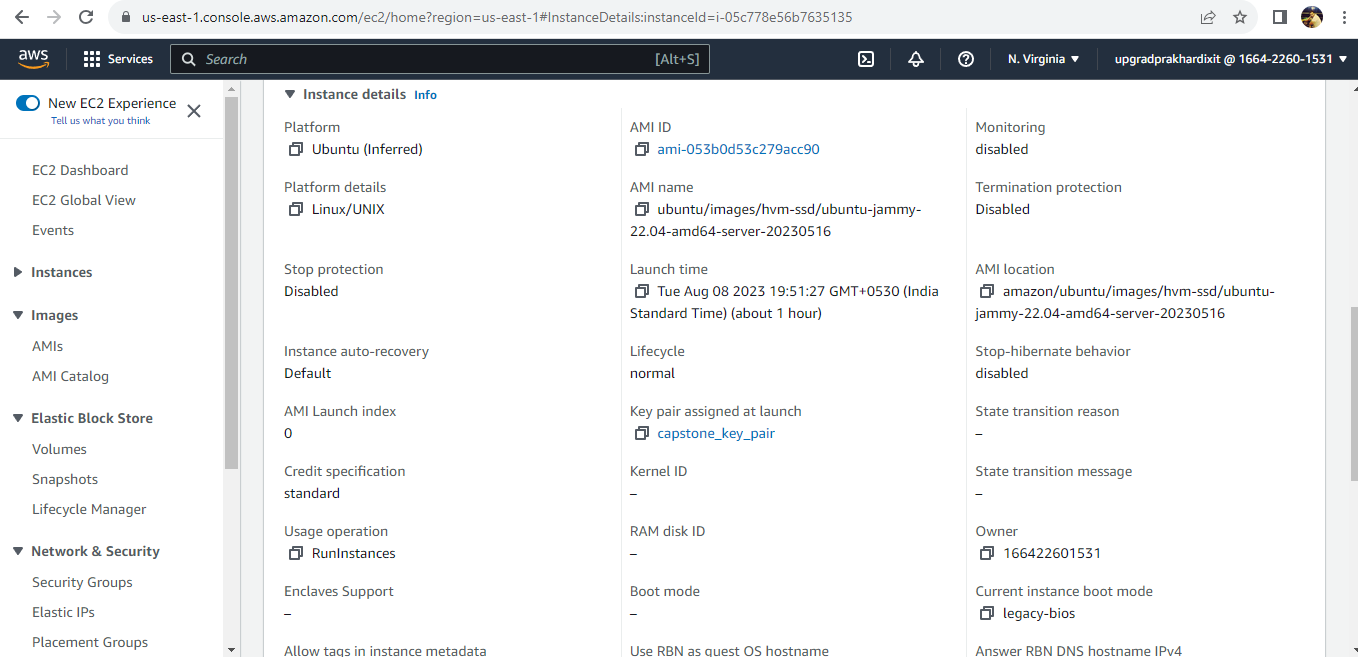 us-east-1.console.aws.amazon.com/ec2/home?region=us-east-1#InstanceDetails:instanceId=i-05c778e56b7635135
aws
Services
Search
[Alt+S]
N. Virginia
upgradprakhardixit @ 1664-2260-1531
New EC2 Experience
Tell us what you think
EC2 Dashboard
EC2 Global View
Events
Instances
Images
AMIs
AMI Catalog
Elastic Block Store
Volumes
Snapshots
Lifecycle Manager
Network & Security
Security Groups
Elastic IPs
Placement Groups
Instance details Info
Platform
Ubuntu (Inferred)
Platform details
Linux/UNIX
Stop protection
Disabled
Instance auto-recovery
Default
AMI Launch index
0
Credit specification
standard
Usage operation
RunInstances
Enclaves Support
–
Allow tags in instance metadata
AMI ID
ami-053b0d53c279acc90
AMI name
ubuntu/images/hvm-ssd/ubuntu-jammy-
22.04-amd64-server-20230516
Launch time
Tue Aug 08 2023 19:51:27 GMT+0530 (India
Standard Time) (about 1 hour)
Lifecycle
normal
Key pair assigned at launch
capstone_key_pair
Kernel ID
–
RAM disk ID
–
Boot mode
–
Use RBN as guest OS hostname
Monitoring
disabled
Termination protection
Disabled
AMI location
amazon/ubuntu/images/hvm-ssd/ubuntu-
jammy-22.04-amd64-server-20230516
Stop-hibernate behavior
disabled
State transition reason
–
State transition message
–
Owner
166422601531
Current instance boot mode
legacy-bios
Answer RBN DNS hostname IPv4